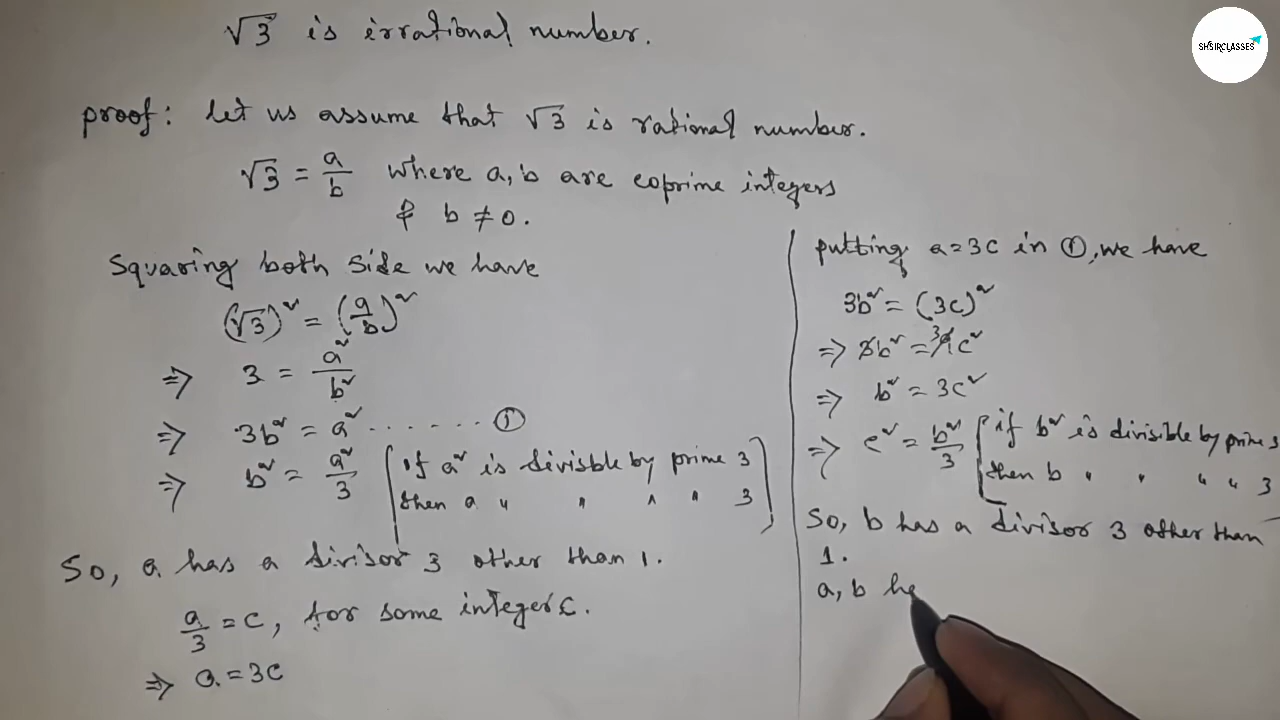 √3 is irrational number.
SHSIRCLASSES
proof: Let us assume that √3 is rational number.
√3 = a/b where a, b are coprime integers
& b ≠ 0.
Squaring both side we have
(√3)² = (a/b)²
⇒ 3 = a²/b²
⇒ 3b² = a² ....... ①
⇒ b² = a²/3 [If a² is divisible by prime 3
then a " " " " 3]
So, a has a divisor 3 other than 1.
a/3 = c, for some integer c.
⇒ a = 3c
putting a = 3c in ①, we have
3b² = (3c)²
⇒ 3b² = 9c²
⇒ b² = 3c²
⇒ c² = b²/3 [if b² is divisible by prime 3
then b " " " " 3
So, b has a divisor 3 other than
1.
a, b ha